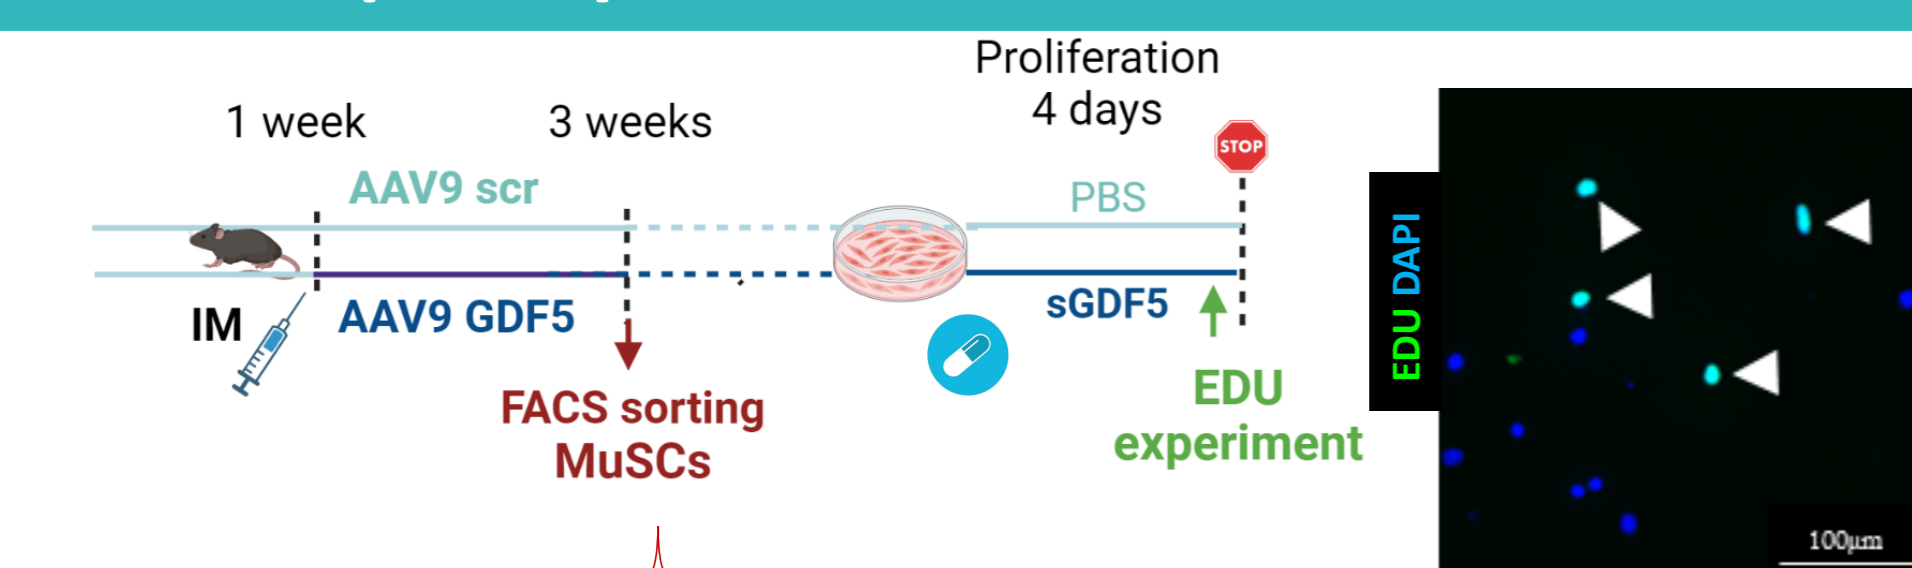 Proliferation
4 days
1 week
3 weeks
STOP
AAV9 scr
PBS
IM
AAV9 GDF5
sGDF5
FACS sorting
MuSCs
EDU
experiment
EDU DAPI
100µm